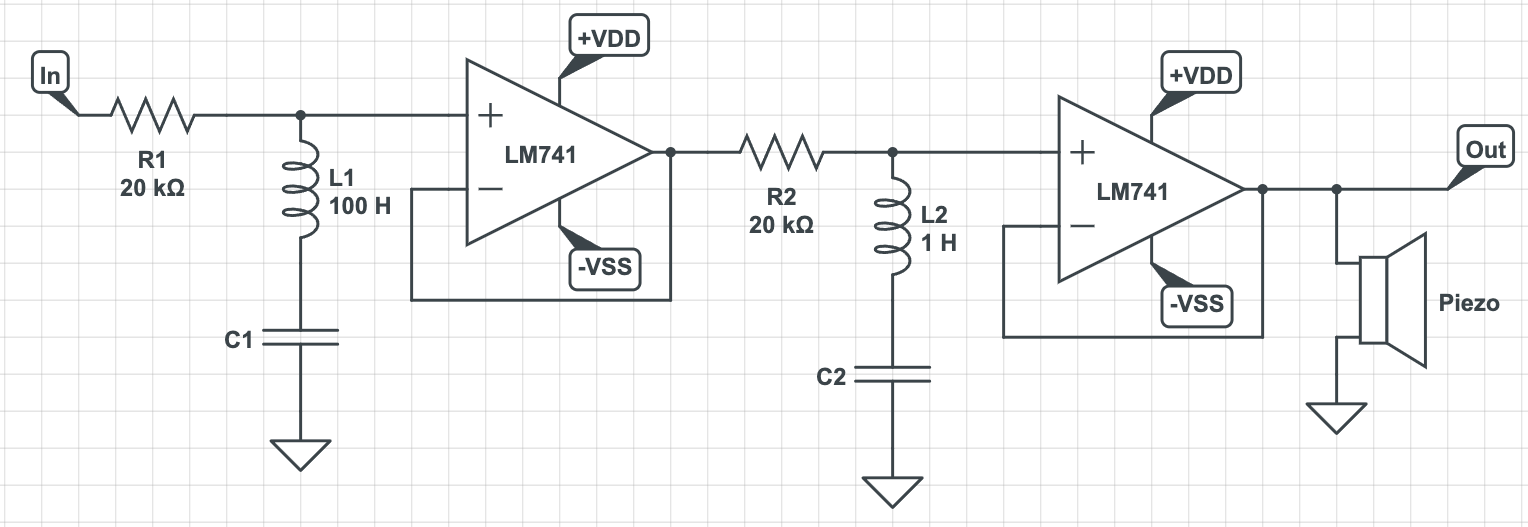 In
R1
20 kΩ
L1
100 H
C1
+
−
LM741
+VDD
-VSS
R2
20 kΩ
L2
1 H
C2
+
−
LM741
+VDD
-VSS
Out
Piezo